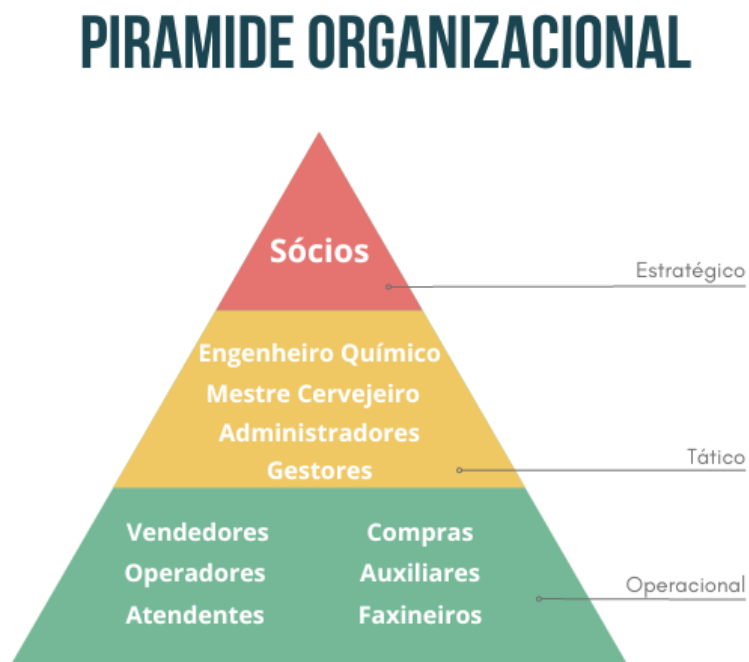 PIRAMIDE ORGANIZACIONAL
Sócios
Estratégico
Engenheiro Químico
Mestre Cervejeiro
Administradores
Gestores
Tático
Vendedores
Compras
Operadores
Auxiliares
Atendentes
Faxineiros
Operacional